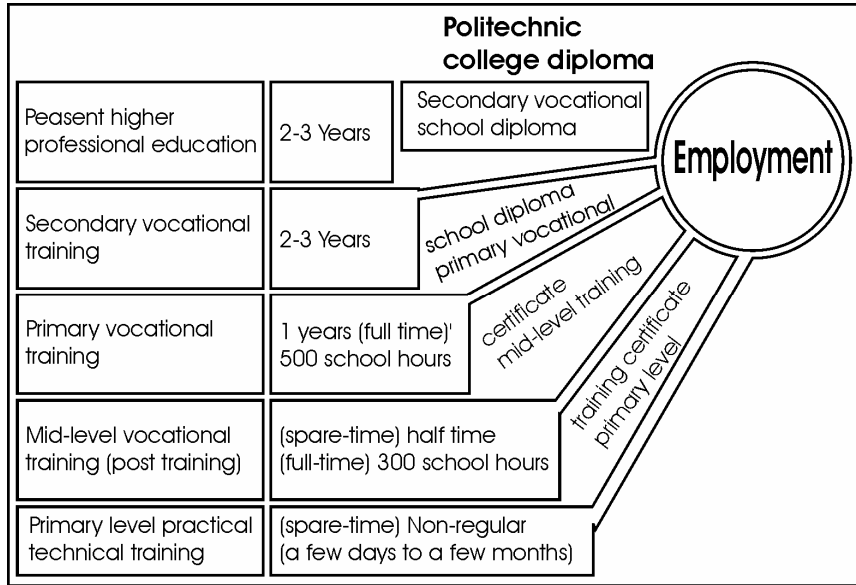 Politechnic
college diploma
Peasent higher
professional education
2-3 Years
Secondary vocational
school diploma
Employment
Secondary vocational
training
2-3 Years
school diploma
primary vocational
Primary vocational
training
1 years (full time)'
500 school hours
certificate
mid-level training
Mid-level vocational
training (post training)
(spare-time) half time
(full-time) 300 school hours
training certificate
primary level
Primary level practical
technical training
(spare-time) Non-regular
(a few days to a few months)